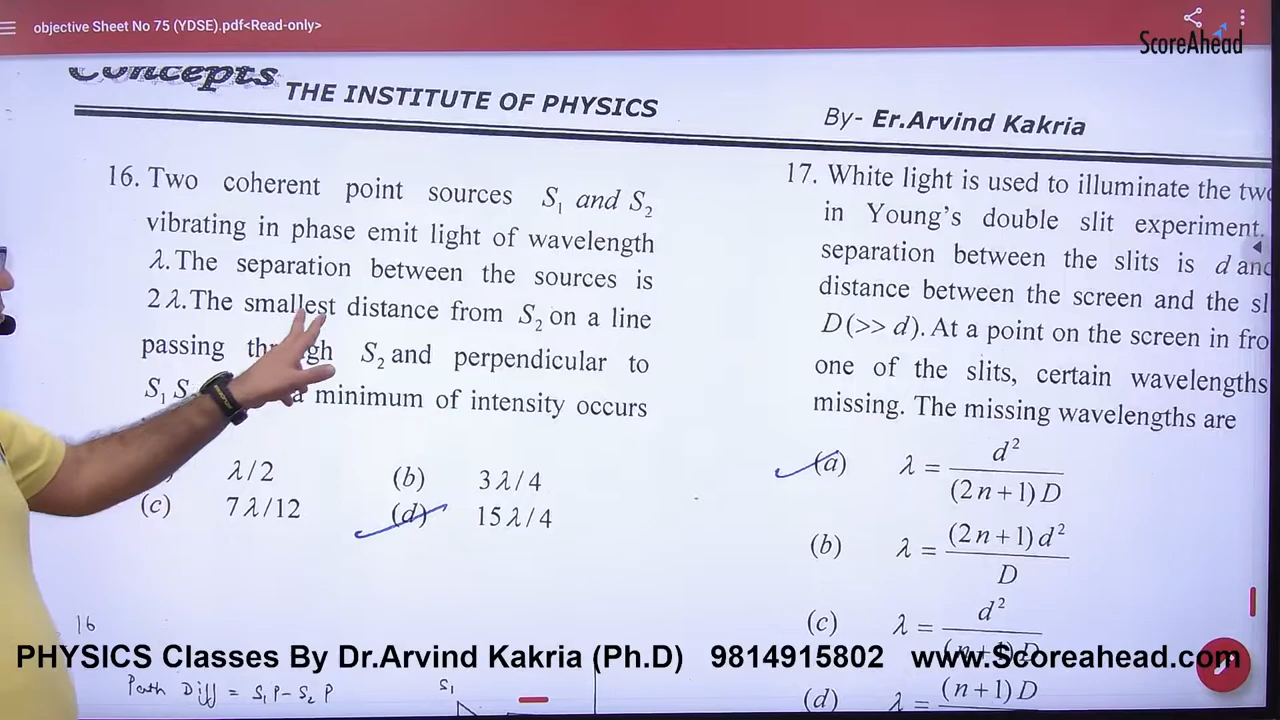 objective Sheet No 75 (YDSE).pdf<Read-only>
ScoreAhead
Concepts
THE INSTITUTE OF PHYSICS
By- Er.Arvind Kakria
16. Two coherent point sources S₁ and S₂
vibrating in phase emit light of wavelength
λ. The separation between the sources is
2λ. The smallest distance from S₂ on a line
passing through S₂ and perpendicular to
S₁ S a minimum of intensity occurs
λ/2
(b) 3λ/4
(c) 7λ/12
(d) 15λ/4
16
Path Diff = S₁P – S₂P
S₁
17. White light is used to illuminate the two
in Young's double slit experiment.
separation between the slits is d and
distance between the screen and the sl
D(>> d). At a point on the screen in fro
one of the slits, certain wavelengths
missing. The missing wavelengths are
(a) λ = d² / (2n+1)D
(b) λ = (2n+1)d² / D
(c) λ = d² / (n+1)D
(d) λ = (n+1)D
PHYSICS Classes By Dr.Arvind Kakria (Ph.D) 9814915802 www.Scoreahead.com